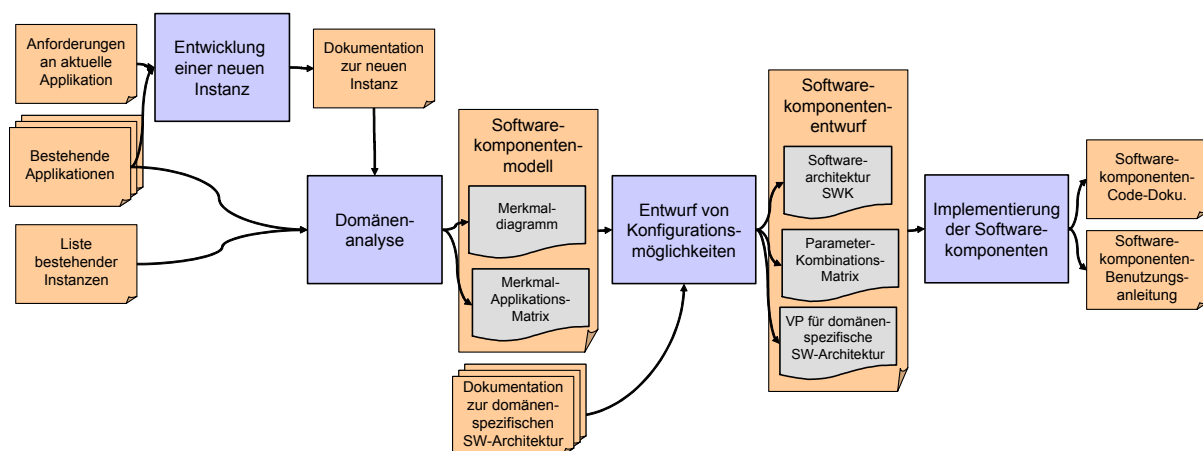 Anforderungen
an aktuelle
Applikation
Bestehende
Applikationen
Liste
bestehender
Instanzen
Entwicklung
einer neuen
Instanz
Dokumentation
zur neuen
Instanz
Domänen-
analyse
Software-
komponenten-
modell
Merkmal-
diagramm
Merkmal-
Applikations-
Matrix
Dokumentation
zur domänen-
spezifischen
SW-Architektur
Entwurf von
Konfigurations-
möglichkeiten
Software-
komponenten-
entwurf
Software-
architektur
SWK
Parameter-
Kombinations-
Matrix
VP für domänen-
spezifische
SW-Architektur
Implementierung
der Software-
komponenten
Software-
komponenten-
Code-Doku.
Software-
komponenten-
Benutzungs-
anleitung